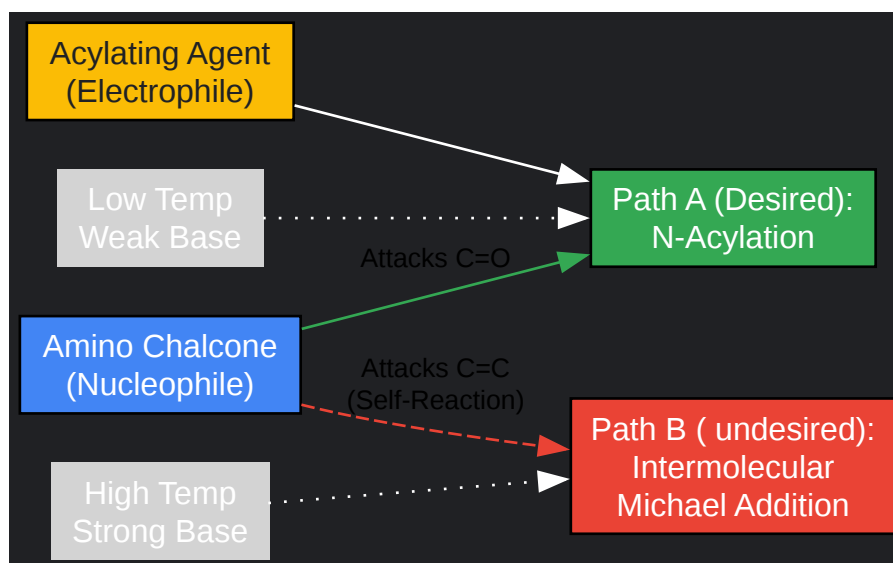 Acylating Agent
(Electrophile)
Low Temp
Weak Base
Path A (Desired):
N-Acylation
Attacks C=O
Amino Chalcone
(Nucleophile)
Attacks C=C
(Self-Reaction)
Path B ( undesired):
Intermolecular
Michael Addition
High Temp
Strong Base